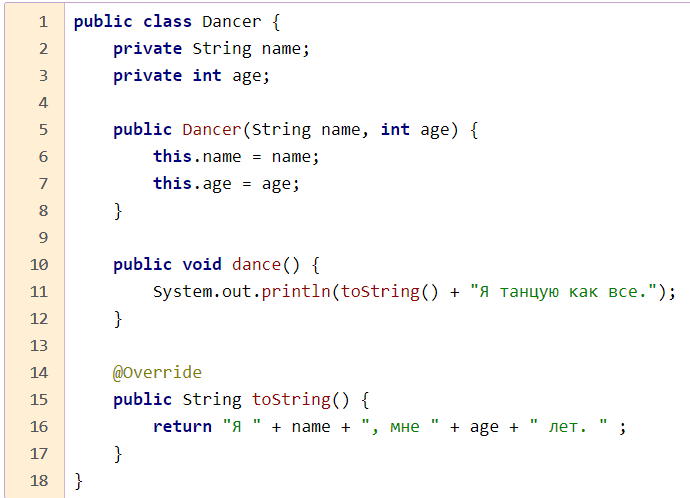 1 public class Dancer {
2 private String name;
3 private int age;
4
5 public Dancer(String name, int age) {
6 this.name = name;
7 this.age = age;
8 }
9
10 public void dance() {
11 System.out.println(toString() + "Я танцую как все.");
12 }
13
14 @Override
15 public String toString() {
16 return "Я " + name + ", мне " + age + " лет. " ;
17 }
18 }